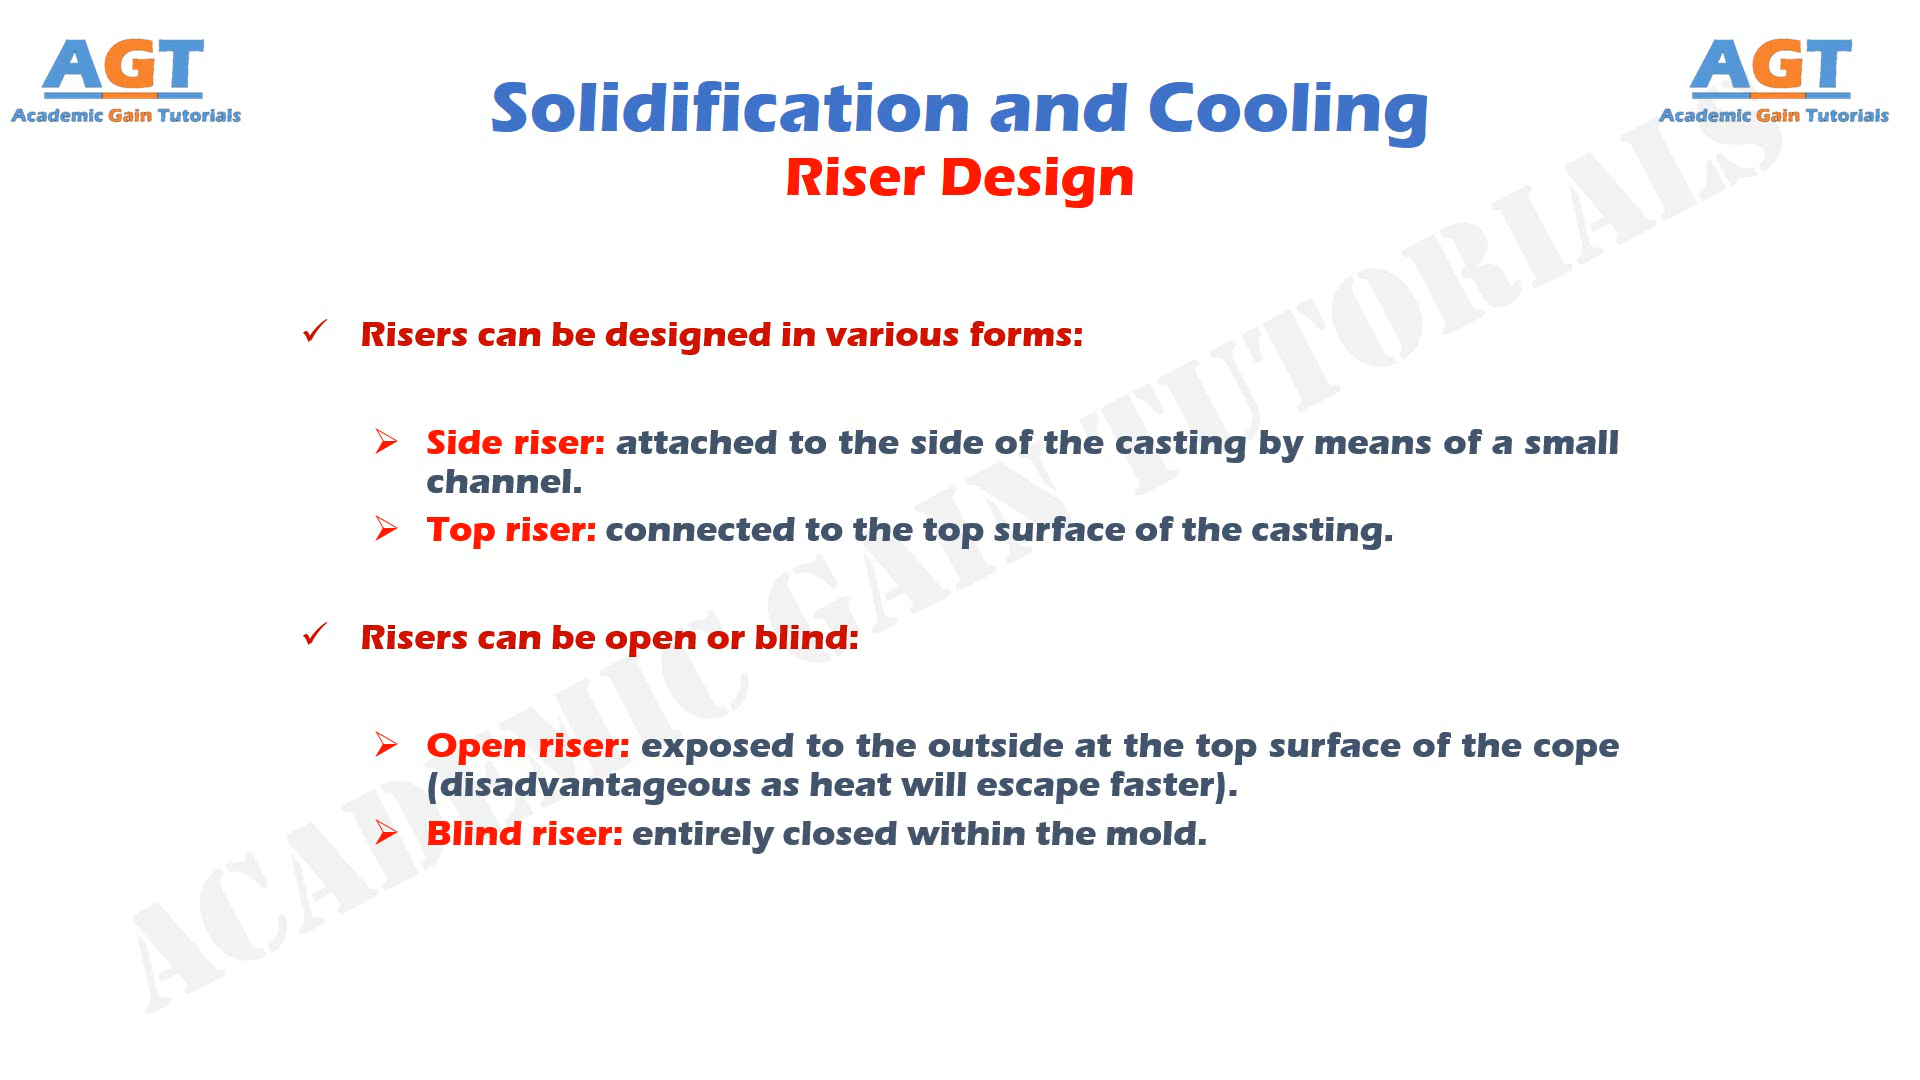 AGT
Academic Gain Tutorials
AGT
Academic Gain Tutorials
Solidification and Cooling
Riser Design
Risers can be designed in various forms:
Side riser: attached to the side of the casting by means of a small
channel.
Top riser: connected to the top surface of the casting.
Risers can be open or blind:
Open riser: exposed to the outside at the top surface of the cope
(disadvantageous as heat will escape faster).
Blind riser: entirely closed within the mold.
ACADEMIC GAIN TUTORIALS